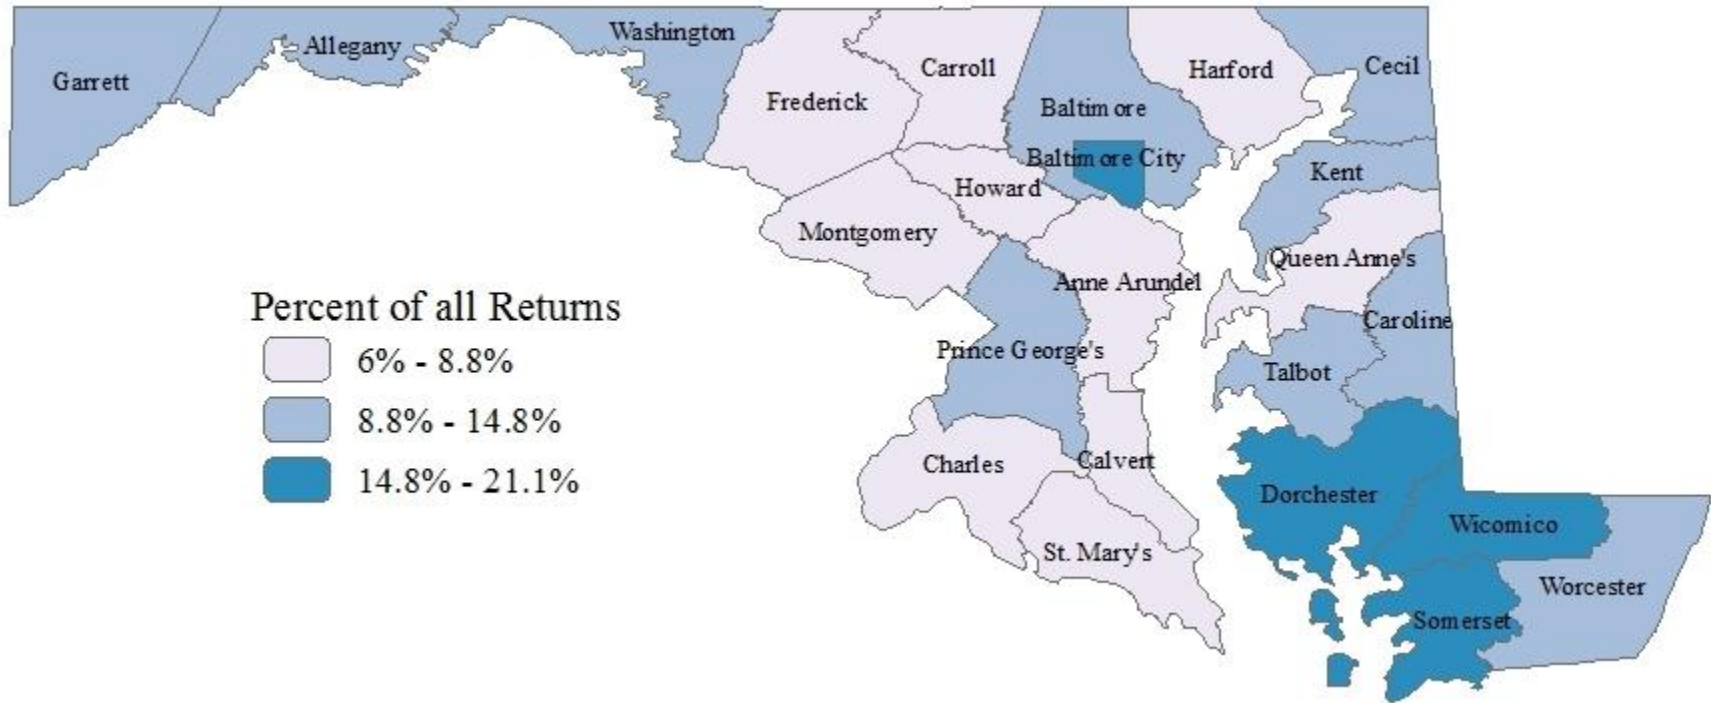 Washington
Allegany
Garrett
Frederick
Carroll
Harford
Cecil
Baltimore
Baltimore City
Kent
Howard
Montgomery
Queen Anne's
Anne Arundel
Caroline
Prince George's
Talbot
Percent of all Returns
6% - 8.8%
8.8% - 14.8%
14.8% - 21.1%
Charles
Calvert
Dorchester
Wicomico
St. Mary's
Worcester
Somerset